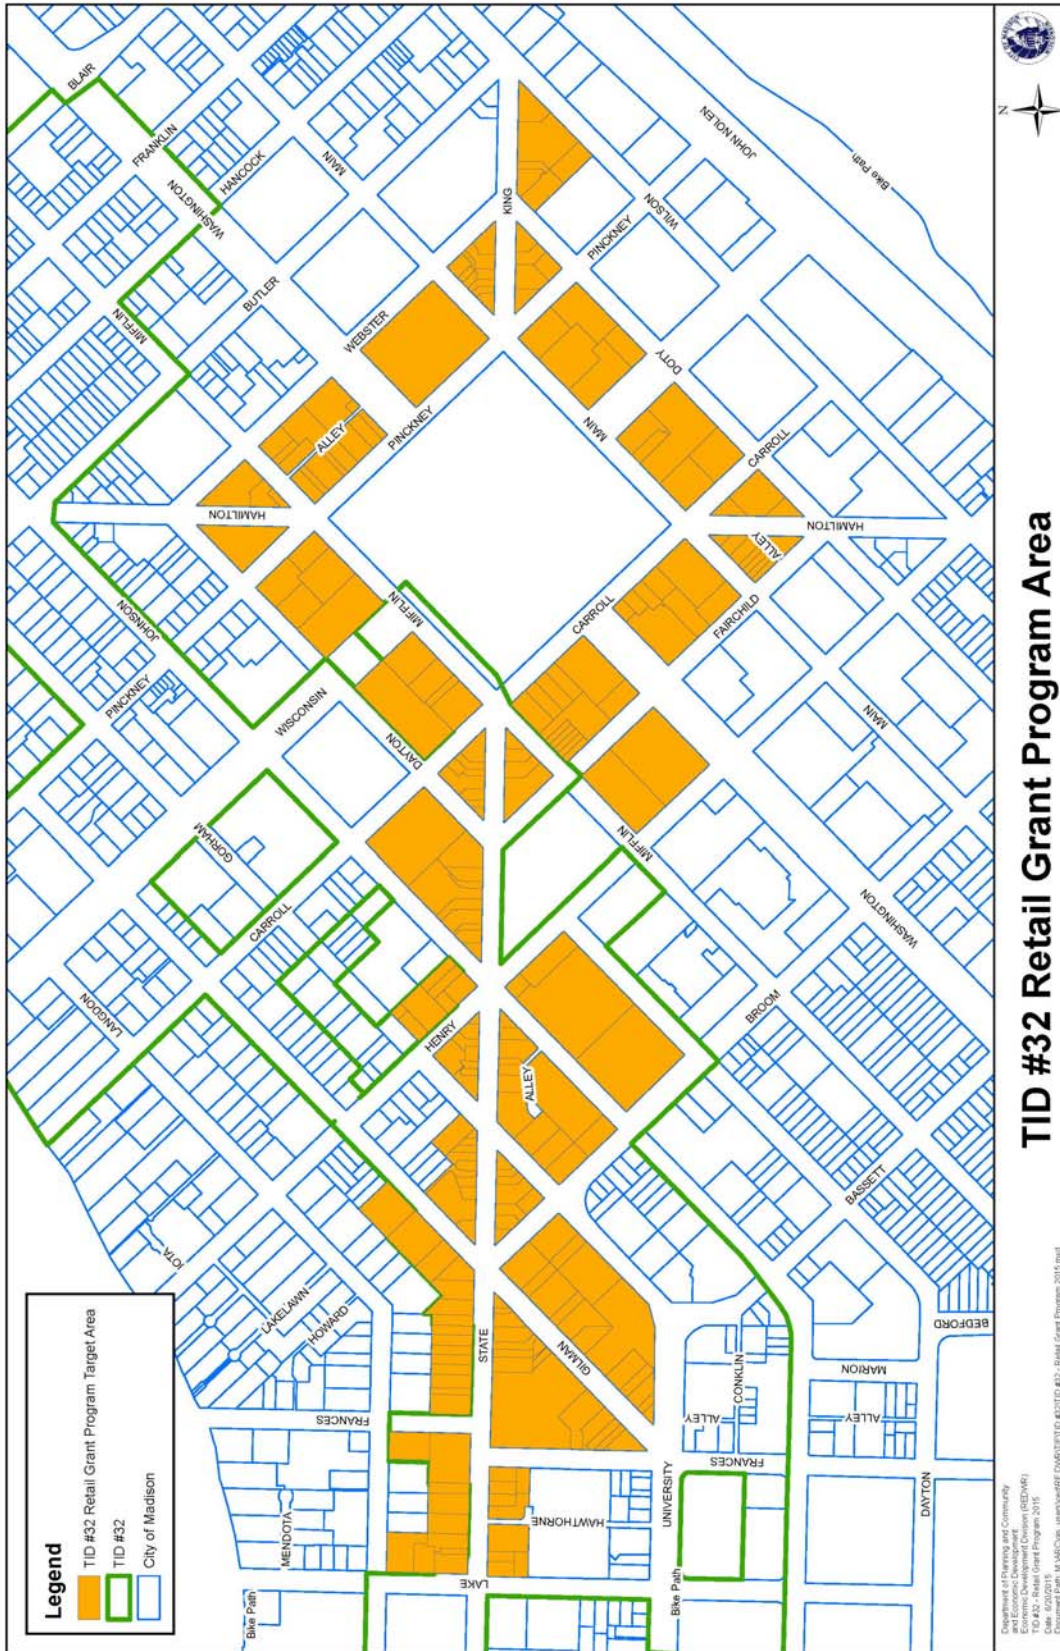 TID #32 Retail Grant Program Area
Legend
TID #32 Retail Grant Program Target Area
TID #32
City of Madison
BLAIR
FRANKLIN
WASHINGTON
HANCOCK
MAIN
JOHN NOLEN
Bike Path
MIFFLIN
BUTLER
KING
WILSON
PINCKNEY
WEBSTER
DOTY
ALLEY
PINCKNEY
MAIN
CARROLL
HAMILTON
HAMILTON
ALLEY
JOHNSON
MIFFLIN
CARROLL
FAIRCHILD
PINCKNEY
WISCONSIN
DAYTON
MAIN
GORHAM
MIFFLIN
CARROLL
WASHINGTON
LANGDON
HENRY
BROOM
ALLEY
BASSETT
IOTA
LAKELAWN
HOWARD
STATE
GILMAN
BEDFORD
MARION
CONKLIN
FRANCES
ALLEY
ALLEY
FRANCES
MENDOTA
HAWTHORNE
UNIVERSITY
DAYTON
LAKE
Bike Path
Bike Path
N
Department of Planning and Community
and Economic Development
Economic Development Division (REDWR)
TID #32 - Retail Grant Program 2015
Date: 6/20/2015